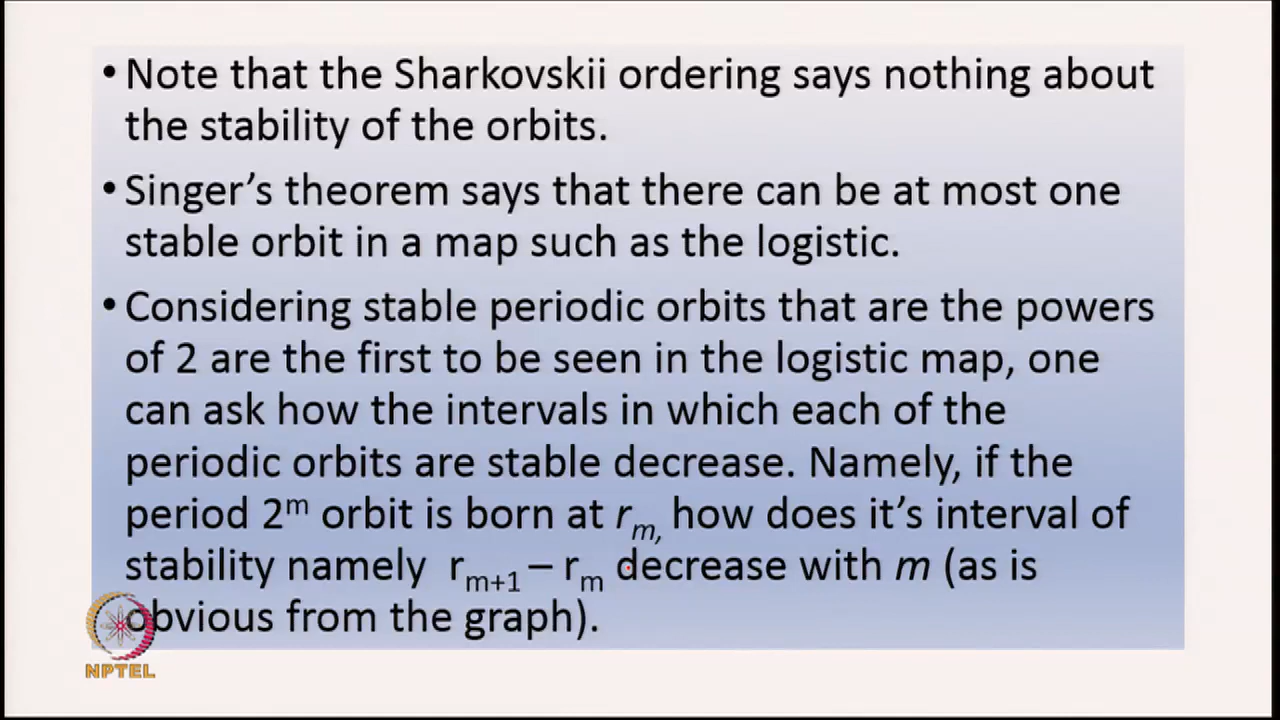 • Note that the Sharkovskii ordering says nothing about
the stability of the orbits.
• Singer’s theorem says that there can be at most one
stable orbit in a map such as the logistic.
• Considering stable periodic orbits that are the powers
of 2 are the first to be seen in the logistic map, one
can ask how the intervals in which each of the
periodic orbits are stable decrease. Namely, if the
period 2^m orbit is born at r_m, how does it’s interval of
stability namely r_{m+1} – r_m decrease with m (as is
obvious from the graph).
NPTEL